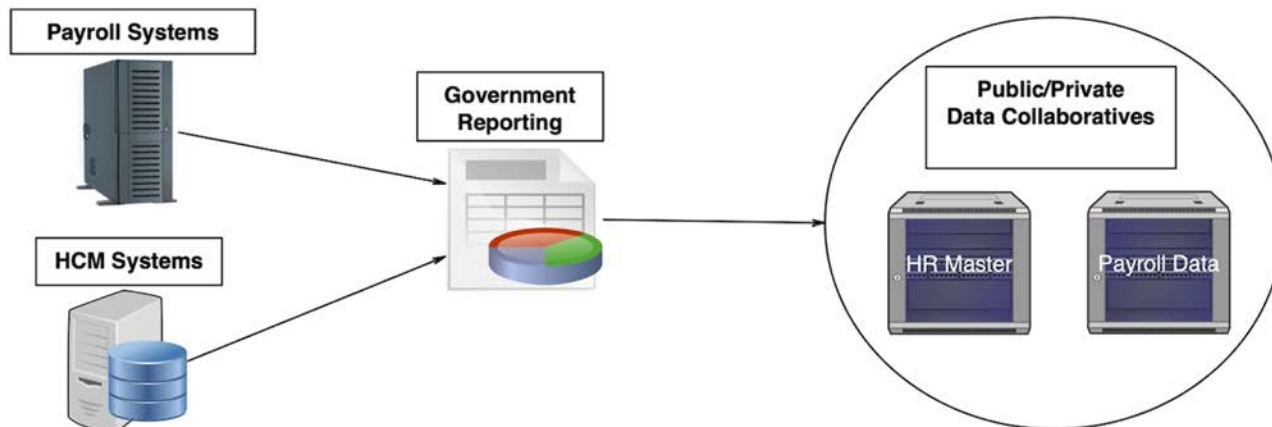 Payroll Systems
Government
Reporting
Public/Private
Data Collaboratives
HCM Systems
HR Master
Payroll Data